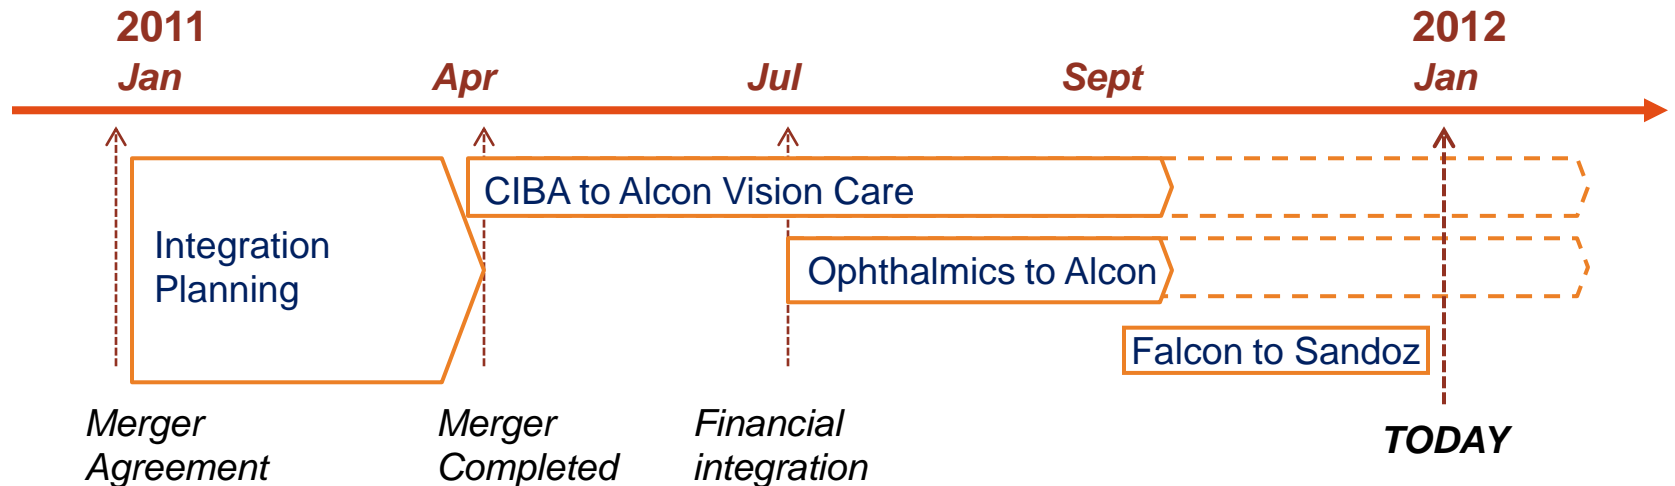 2011
2012
Jan
Apr
Jul
Sept
Jan
CIBA to Alcon Vision Care
Integration
Planning
Ophthalmics to Alcon
Falcon to Sandoz
Merger
Agreement
Merger
Completed
Financial
integration
TODAY